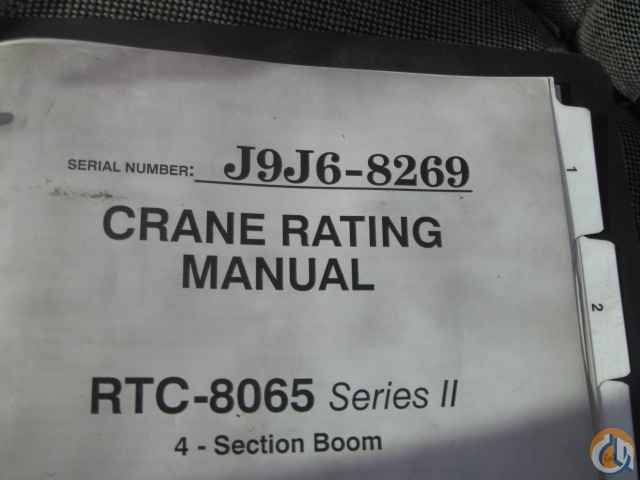 SERIAL NUMBER: J9J6-8269
CRANE RATING
MANUAL
RTC-8065 Series II
4 - Section Boom
1
2